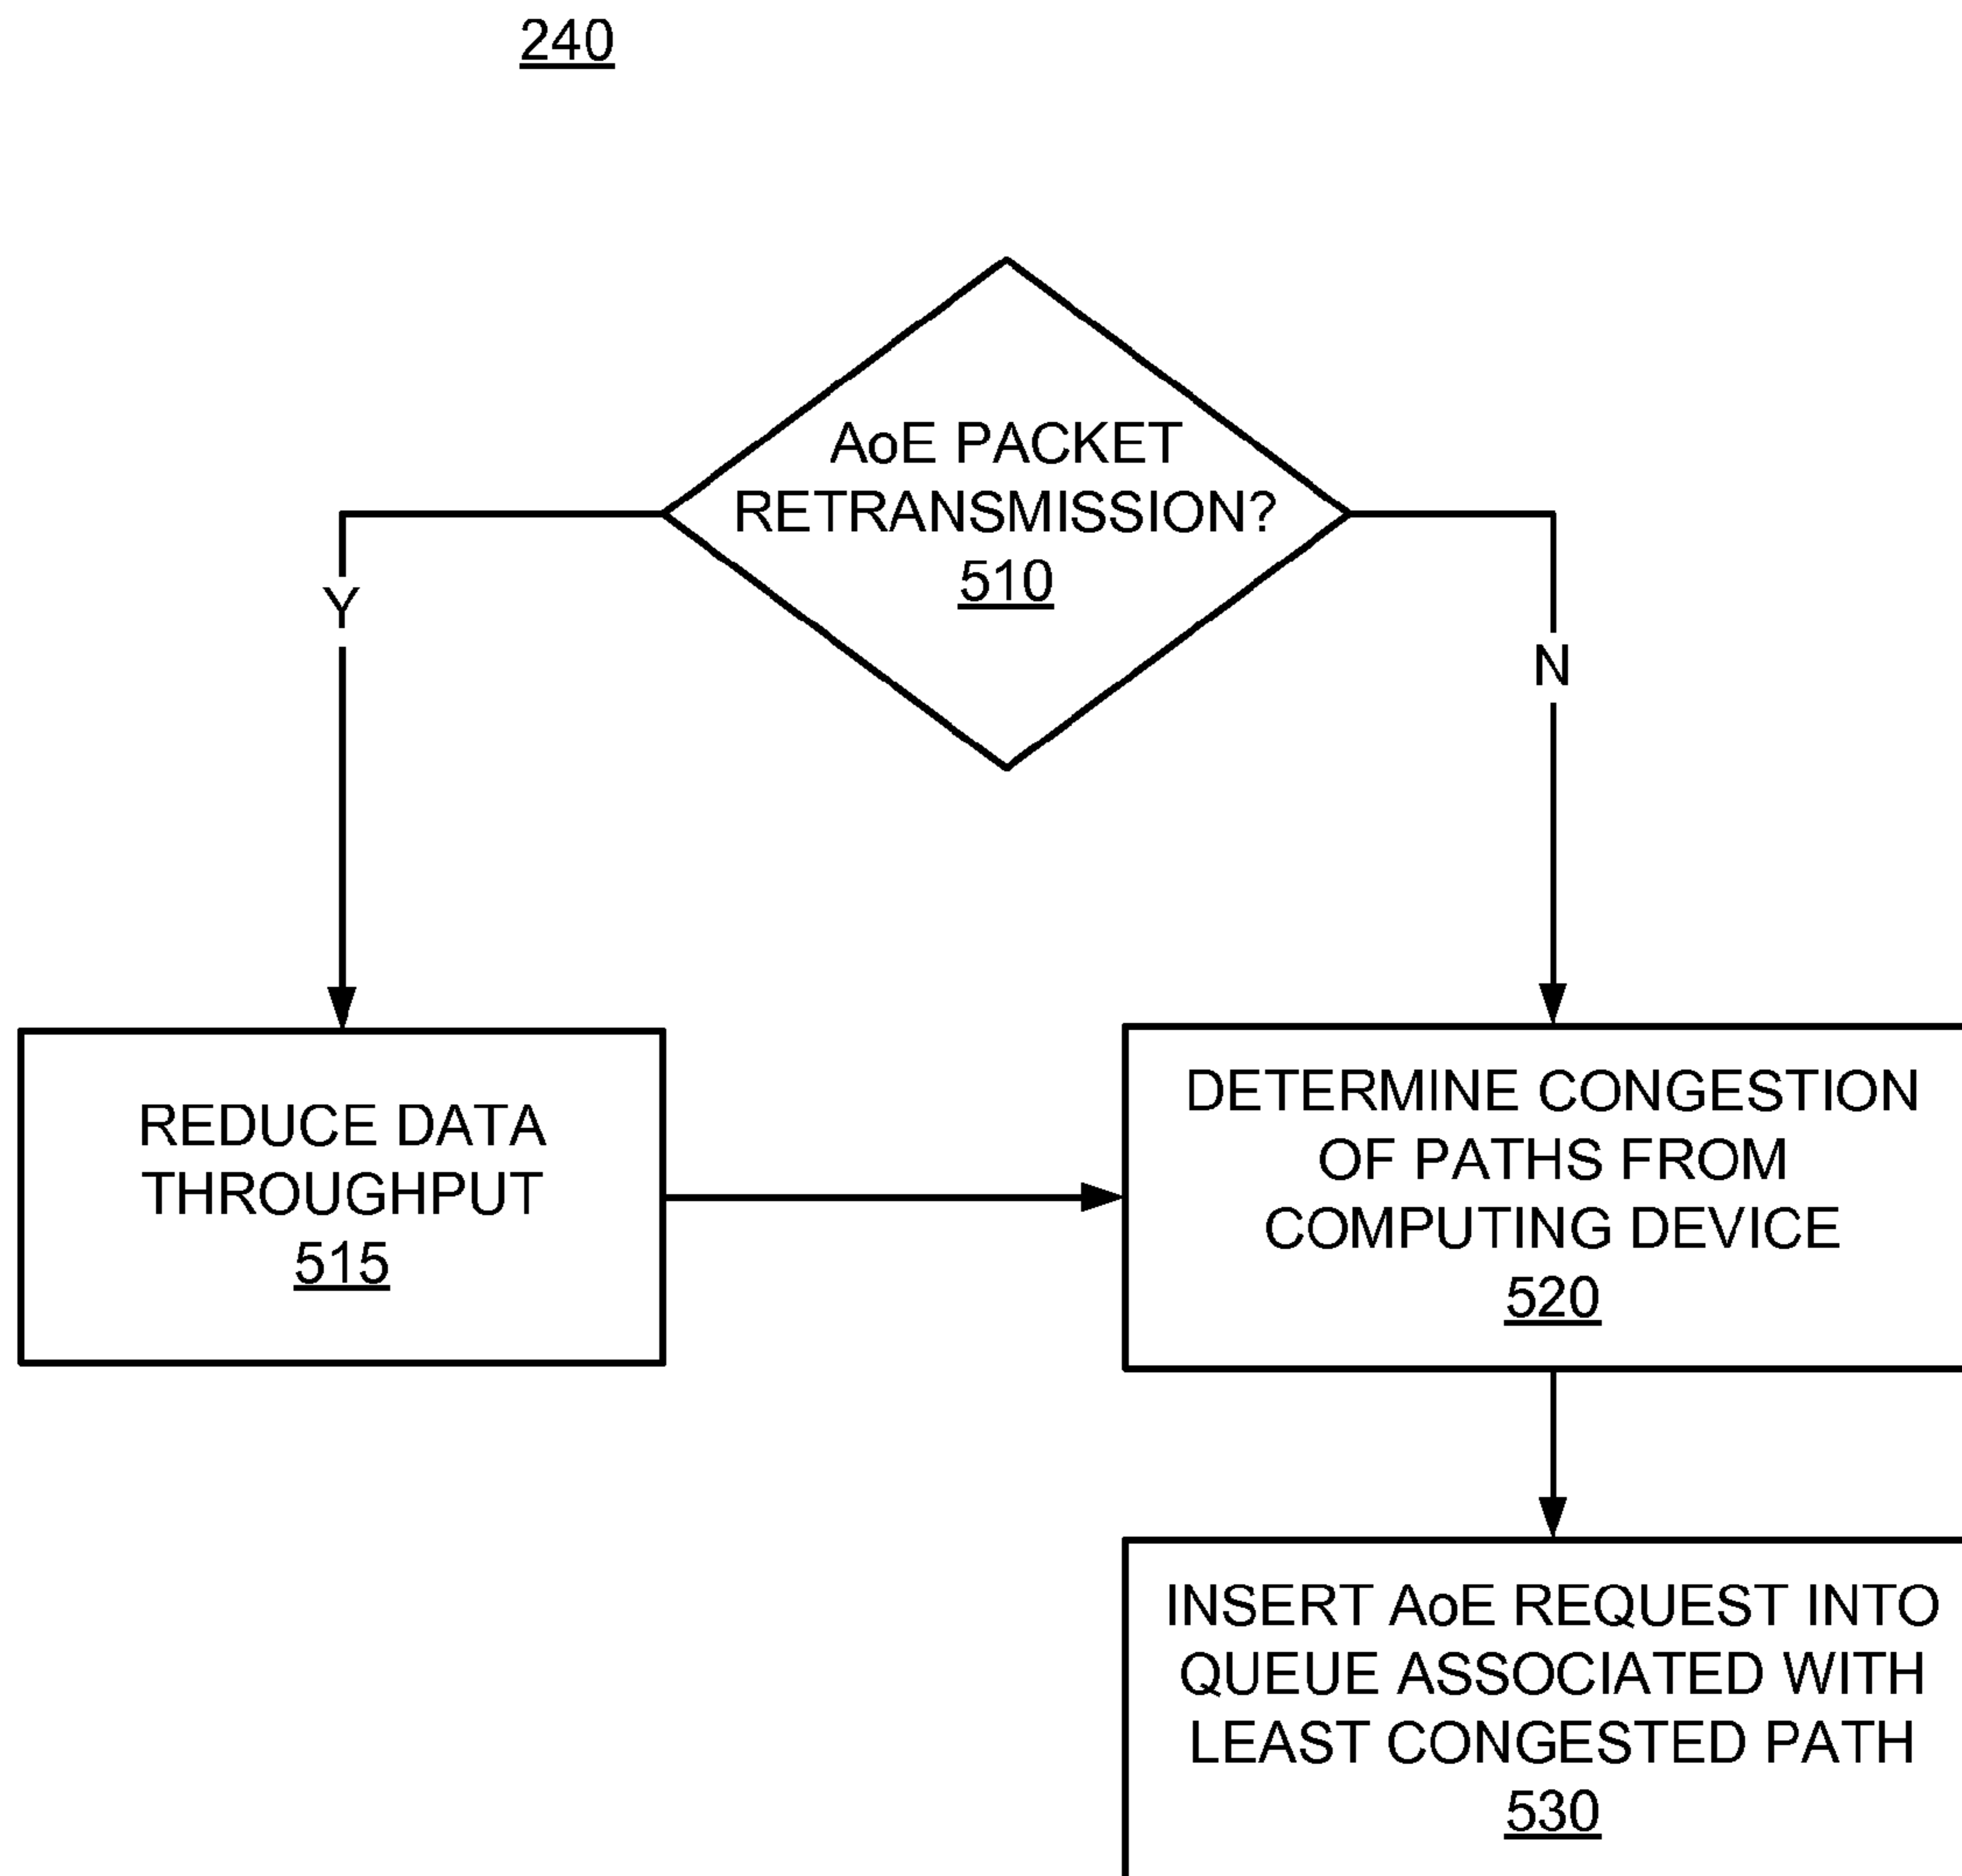 240
AoE PACKET
RETRANSMISSION?
510
Y
N
REDUCE DATA
THROUGHPUT
515
DETERMINE CONGESTION
OF PATHS FROM
COMPUTING DEVICE
520
INSERT AoE REQUEST INTO
QUEUE ASSOCIATED WITH
LEAST CONGESTED PATH
530